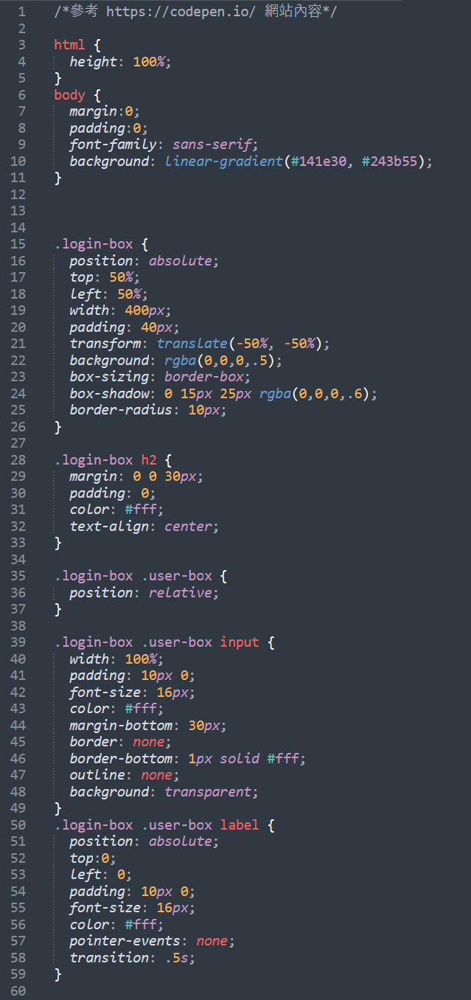 1 /*參考 https://codepen.io/ 網站內容*/
2
3 html {
4 height: 100%;
5 }
6 body {
7 margin:0;
8 padding:0;
9 font-family: sans-serif;
10 background: linear-gradient(#141e30, #243b55);
11 }
12
13
14
15 .login-box {
16 position: absolute;
17 top: 50%;
18 left: 50%;
19 width: 400px;
20 padding: 40px;
21 transform: translate(-50%, -50%);
22 background: rgba(0,0,0,.5);
23 box-sizing: border-box;
24 box-shadow: 0 15px 25px rgba(0,0,0,.6);
25 border-radius: 10px;
26 }
27
28 .login-box h2 {
29 margin: 0 0 30px;
30 padding: 0;
31 color: #fff;
32 text-align: center;
33 }
34
35 .login-box .user-box {
36 position: relative;
37 }
38
39 .login-box .user-box input {
40 width: 100%;
41 padding: 10px 0;
42 font-size: 16px;
43 color: #fff;
44 margin-bottom: 30px;
45 border: none;
46 border-bottom: 1px solid #fff;
47 outline: none;
48 background: transparent;
49 }
50 .login-box .user-box label {
51 position: absolute;
52 top:0;
53 left: 0;
54 padding: 10px 0;
55 font-size: 16px;
56 color: #fff;
57 pointer-events: none;
58 transition: .5s;
59 }
60